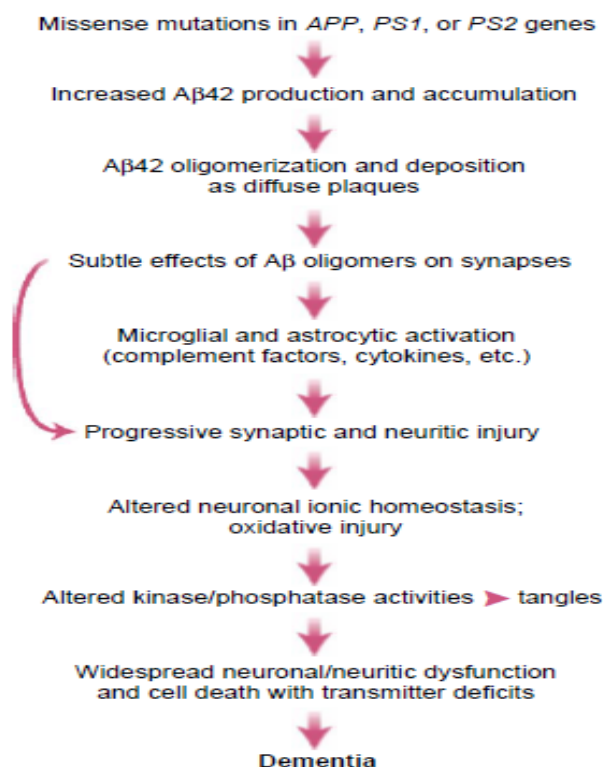 Missense mutations in APP, PS1, or PS2 genes
Increased Aβ42 production and accumulation
Aβ42 oligomerization and deposition
as diffuse plaques
Subtle effects of Aβ oligomers on synapses
Microglial and astrocytic activation
(complement factors, cytokines, etc.)
Progressive synaptic and neuritic injury
Altered neuronal ionic homeostasis;
oxidative injury
Altered kinase/phosphatase activities ➤ tangles
Widespread neuronal/neuritic dysfunction
and cell death with transmitter deficits
Dementia